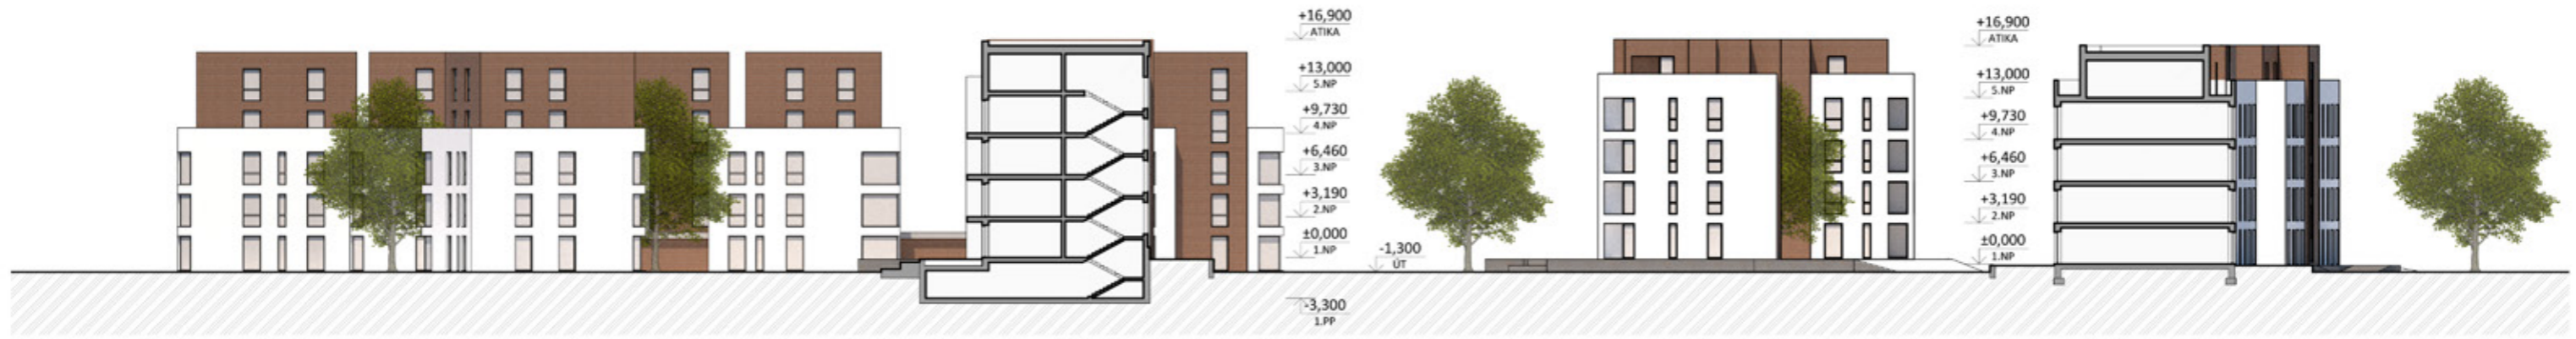 +16,900
ATIKA
+13,000
5.NP
+9,730
4.NP
+6,460
3.NP
+3,190
2.NP
±0,000
1.NP
-3,300
1.PP
-1,300
ÚT
+16,900
ATIKA
+13,000
5.NP
+9,730
4.NP
+6,460
3.NP
+3,190
2.NP
±0,000
1.NP